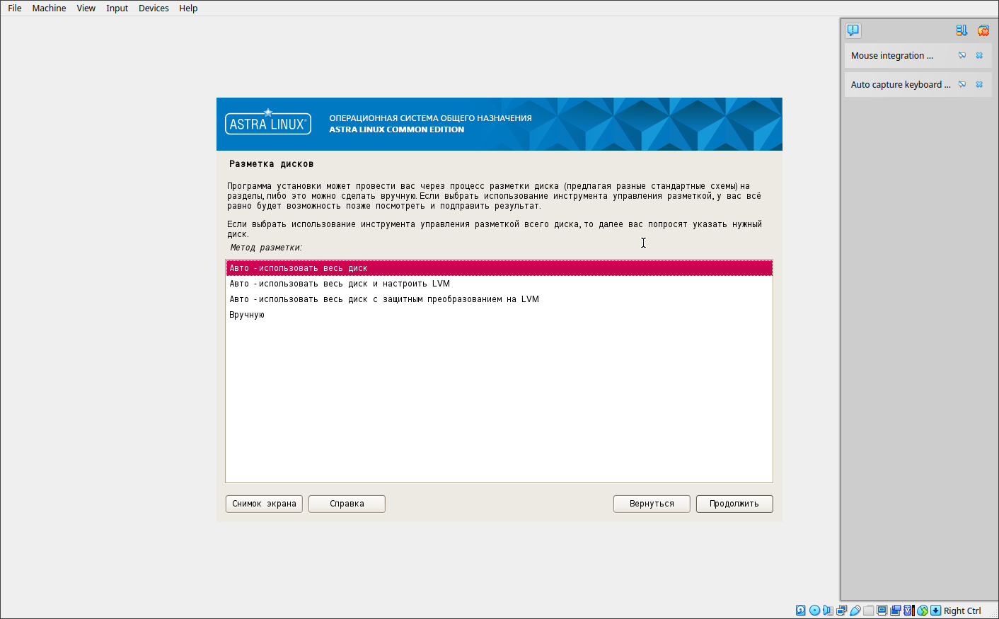 File Machine View Input Devices Help
Mouse integration ...
Auto capture keyboard ...
ASTRA LINUX®
ОПЕРАЦИОННАЯ СИСТЕМА ОБЩЕГО НАЗНАЧЕНИЯ
ASTRA LINUX COMMON EDITION
Разметка дисков
Программа установки может провести вас через процесс разметки диска (предлагая разные стандартные схемы) на
разделы, либо это можно сделать вручную. Если выбрать использование инструмента управления разметкой, у вас всё
равно будет возможность позже посмотреть и подправить результат.
Если выбрать использование инструмента управления разметкой всего диска, то далее вас попросят указать нужный
диск.
Метод разметки:
Авто - использовать весь диск
Авто - использовать весь диск и настроить LVM
Авто - использовать весь диск с защитным преобразованием на LVM
Вручную
Снимок экрана Справка Вернуться Продолжить
Right Ctrl